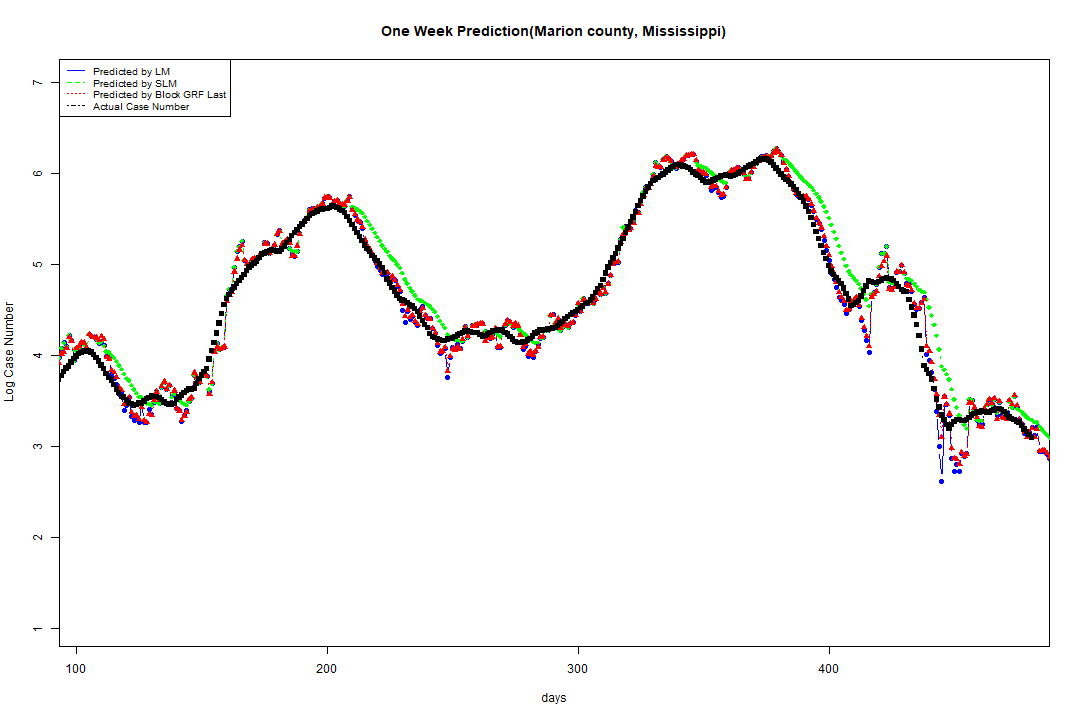 One Week Prediction(Marion county, Mississippi)
Predicted by LM
Predicted by SLM
Predicted by Block GRF Last
Actual Case Number
7
6
5
4
3
2
1
Log Case Number
100 200 300 400
days